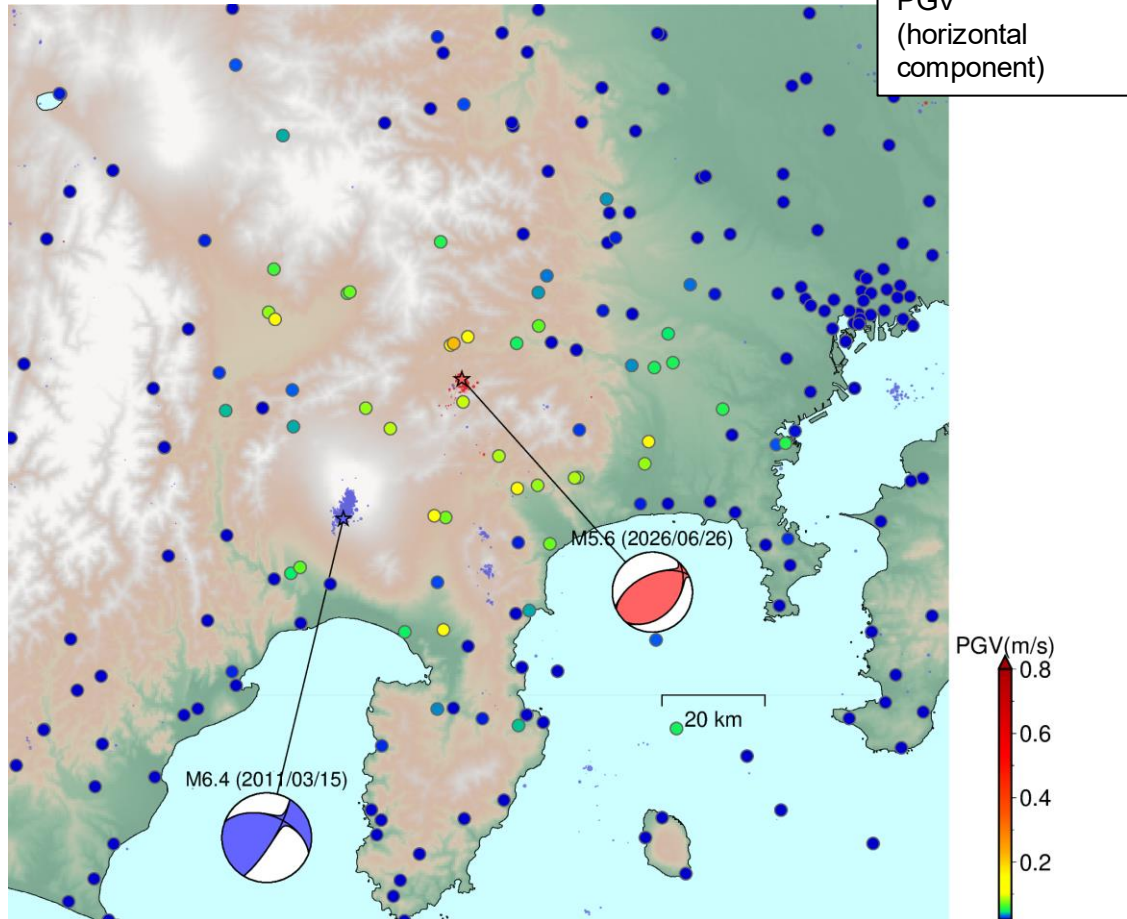 PGV
(horizontal
component)
M5.6 (2026/06/26)
PGV(m/s)
0.8
20 km
0.6
M6.4 (2011/03/15)
0.4
0.2